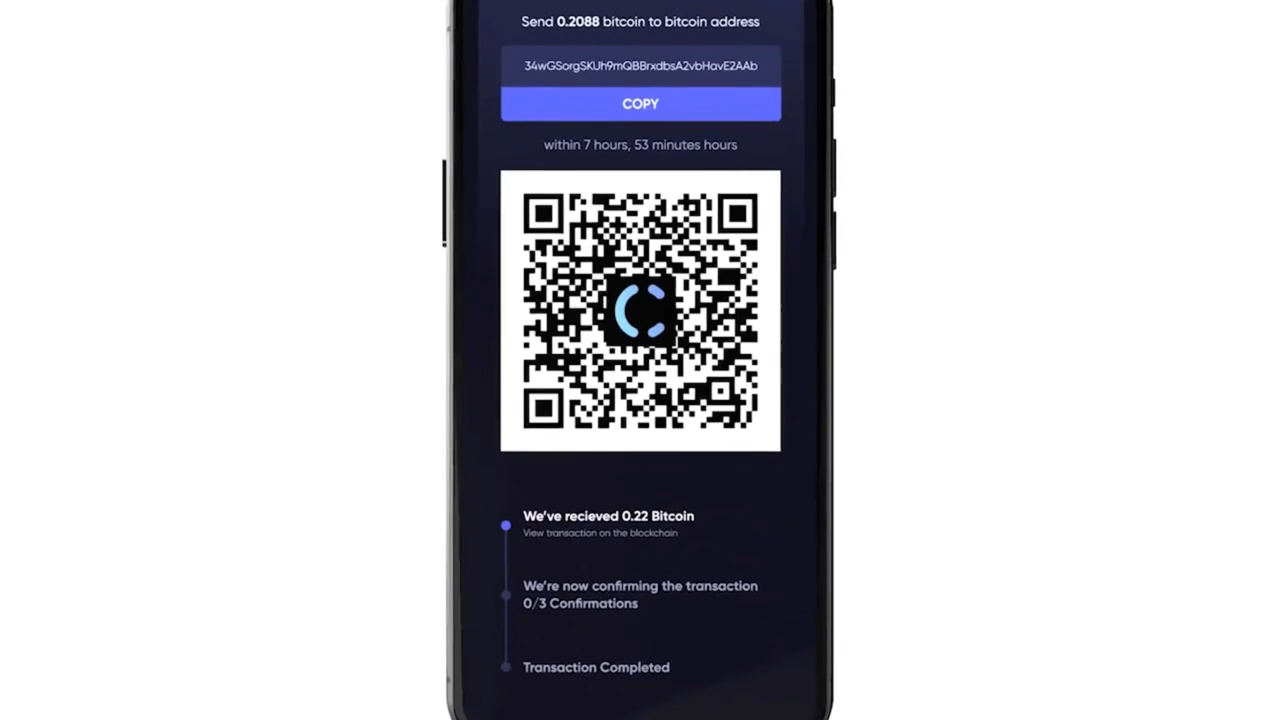 Send 0.2088 bitcoin to bitcoin address
34wGSorgSKUh9mQBBrxdbsA2vbHavE2AAb
COPY
within 7 hours, 53 minutes hours
We've recieved 0.22 Bitcoin
View transaction on the blockchain
We're now confirming the transaction
0/3 Confirmations
Transaction Completed